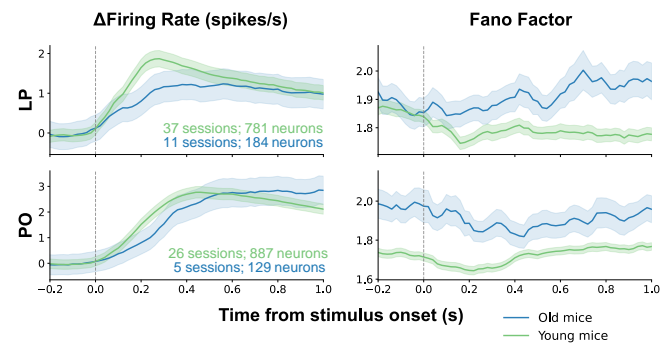 ΔFiring Rate (spikes/s)
Fano Factor
LP
2
1
0
37 sessions; 781 neurons
11 sessions; 184 neurons
2.0
1.9
1.8
PO
3
2
1
0
26 sessions; 887 neurons
5 sessions; 129 neurons
−0.2 0.0 0.2 0.4 0.6 0.8 1.0
2.0
1.8
1.6
−0.2 0.0 0.2 0.4 0.6 0.8 1.0
Time from stimulus onset (s)
Old mice
Young mice